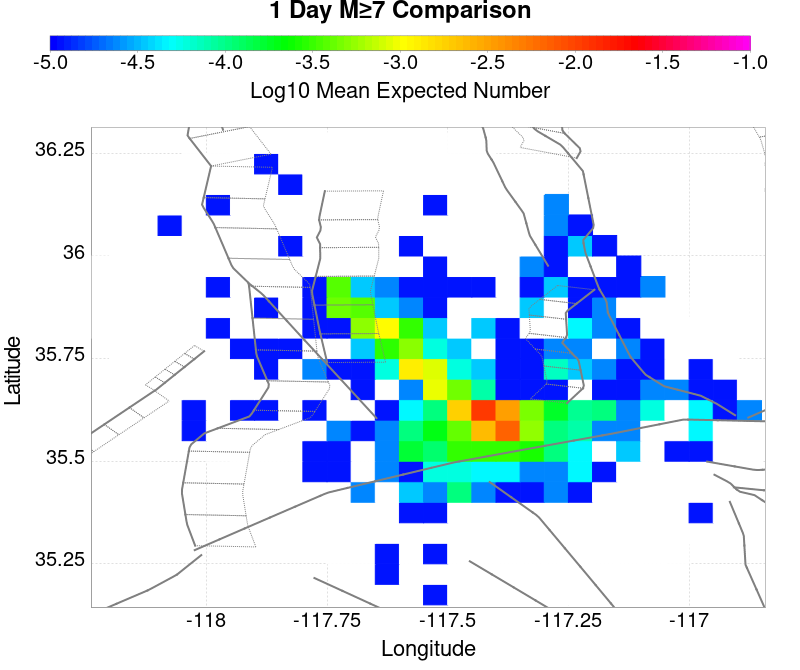 1 Day M≥7 Comparison
-5.0 -4.5 -4.0 -3.5 -3.0 -2.5 -2.0 -1.5 -1.0
Log10 Mean Expected Number
36.25
36
35.75
35.5
35.25
Latitude
-118 -117.75 -117.5 -117.25 -117
Longitude